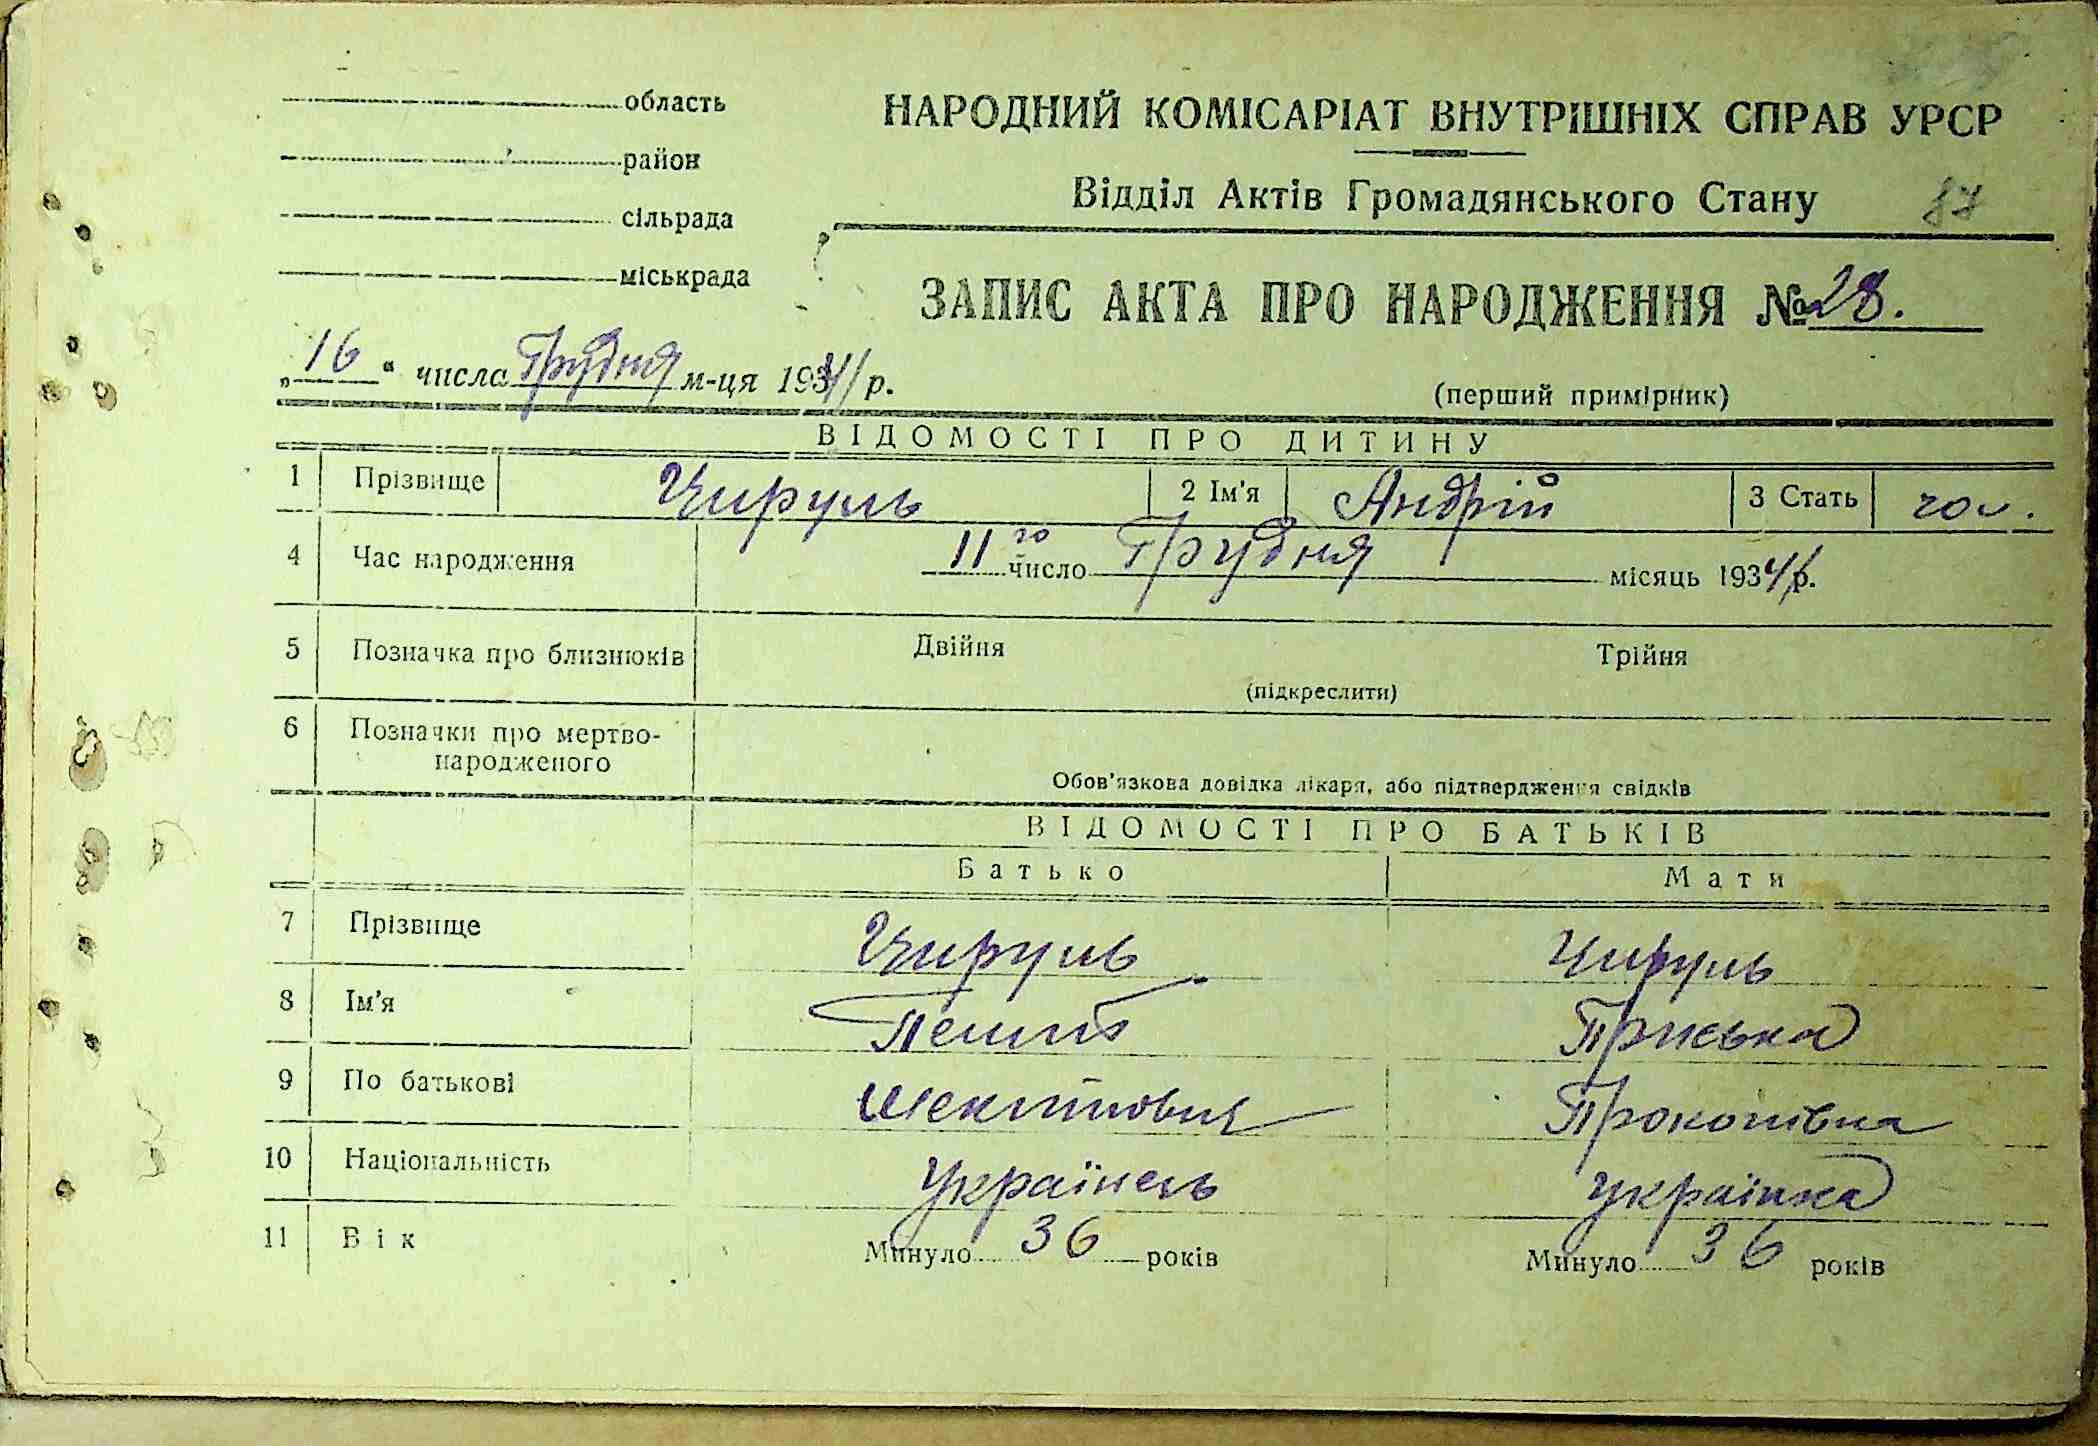 область
район
сільрада
міськрада
НАРОДНИЙ КОМІСАРІАТ ВНУТРІШНІХ СПРАВ УРСР
Відділ Актів Громадянського Стану
ЗАПИС АКТА ПРО НАРОДЖЕННЯ № 28.
„16“ числа Грудня м-ця 1934 р.
(перший примірник)
ВІДОМОСТІ ПРО ДИТИНУ
1 Прізвище Чируль 2 Ім'я Андрій 3 Стать чол.
4 Час народження 11го число Грудня місяць 1934 р.
5 Позначка про близнюків Двійня Трійня
(підкреслити)
6 Позначки про мертво-
народженого
Обов'язкова довідка лікаря, або підтвердження свідків
ВІДОМОСТІ ПРО БАТЬКІВ
Батько Мати
7 Прізвище Чируль Чируль
8 Ім'я Приська
9 По батькові Прокопівна
10 Національність Українець Українка
11 Вік Минуло 36 років Минуло 36 років